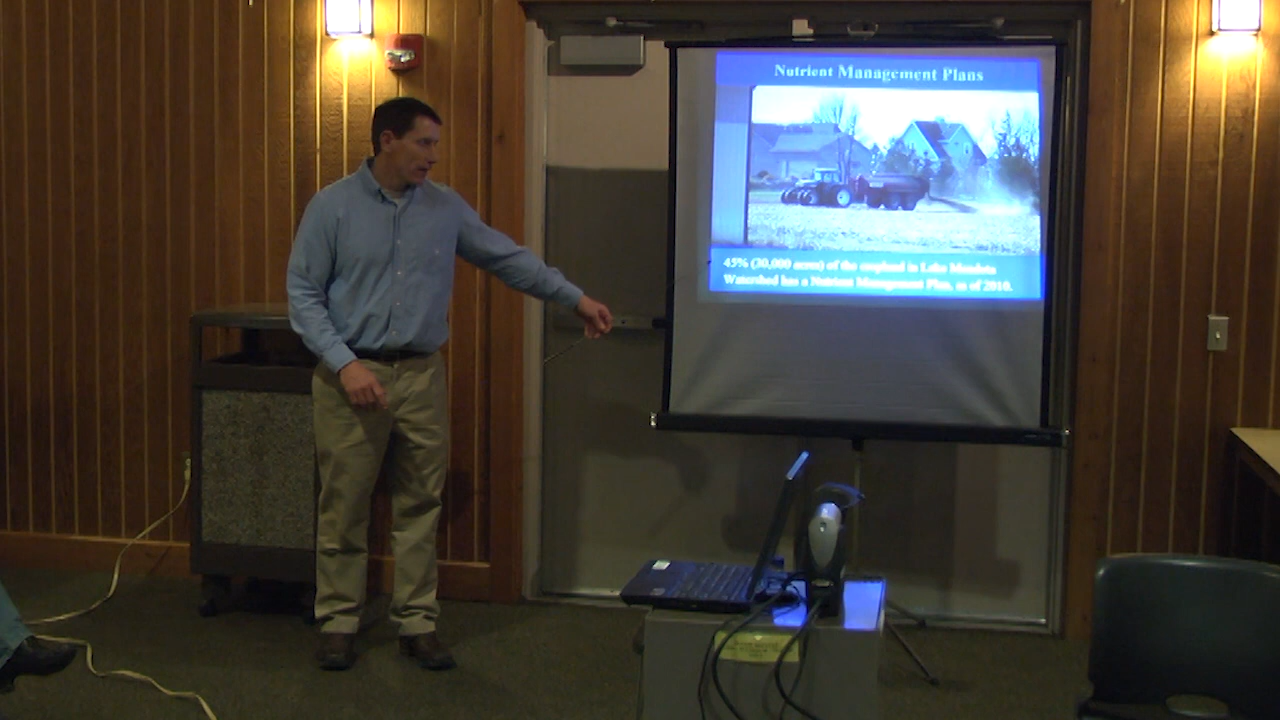 Nutrient Management Plans
45% (30,000 acres) of the cropland in Lake Mendota
Watershed has a Nutrient Management Plan, as of 2010.